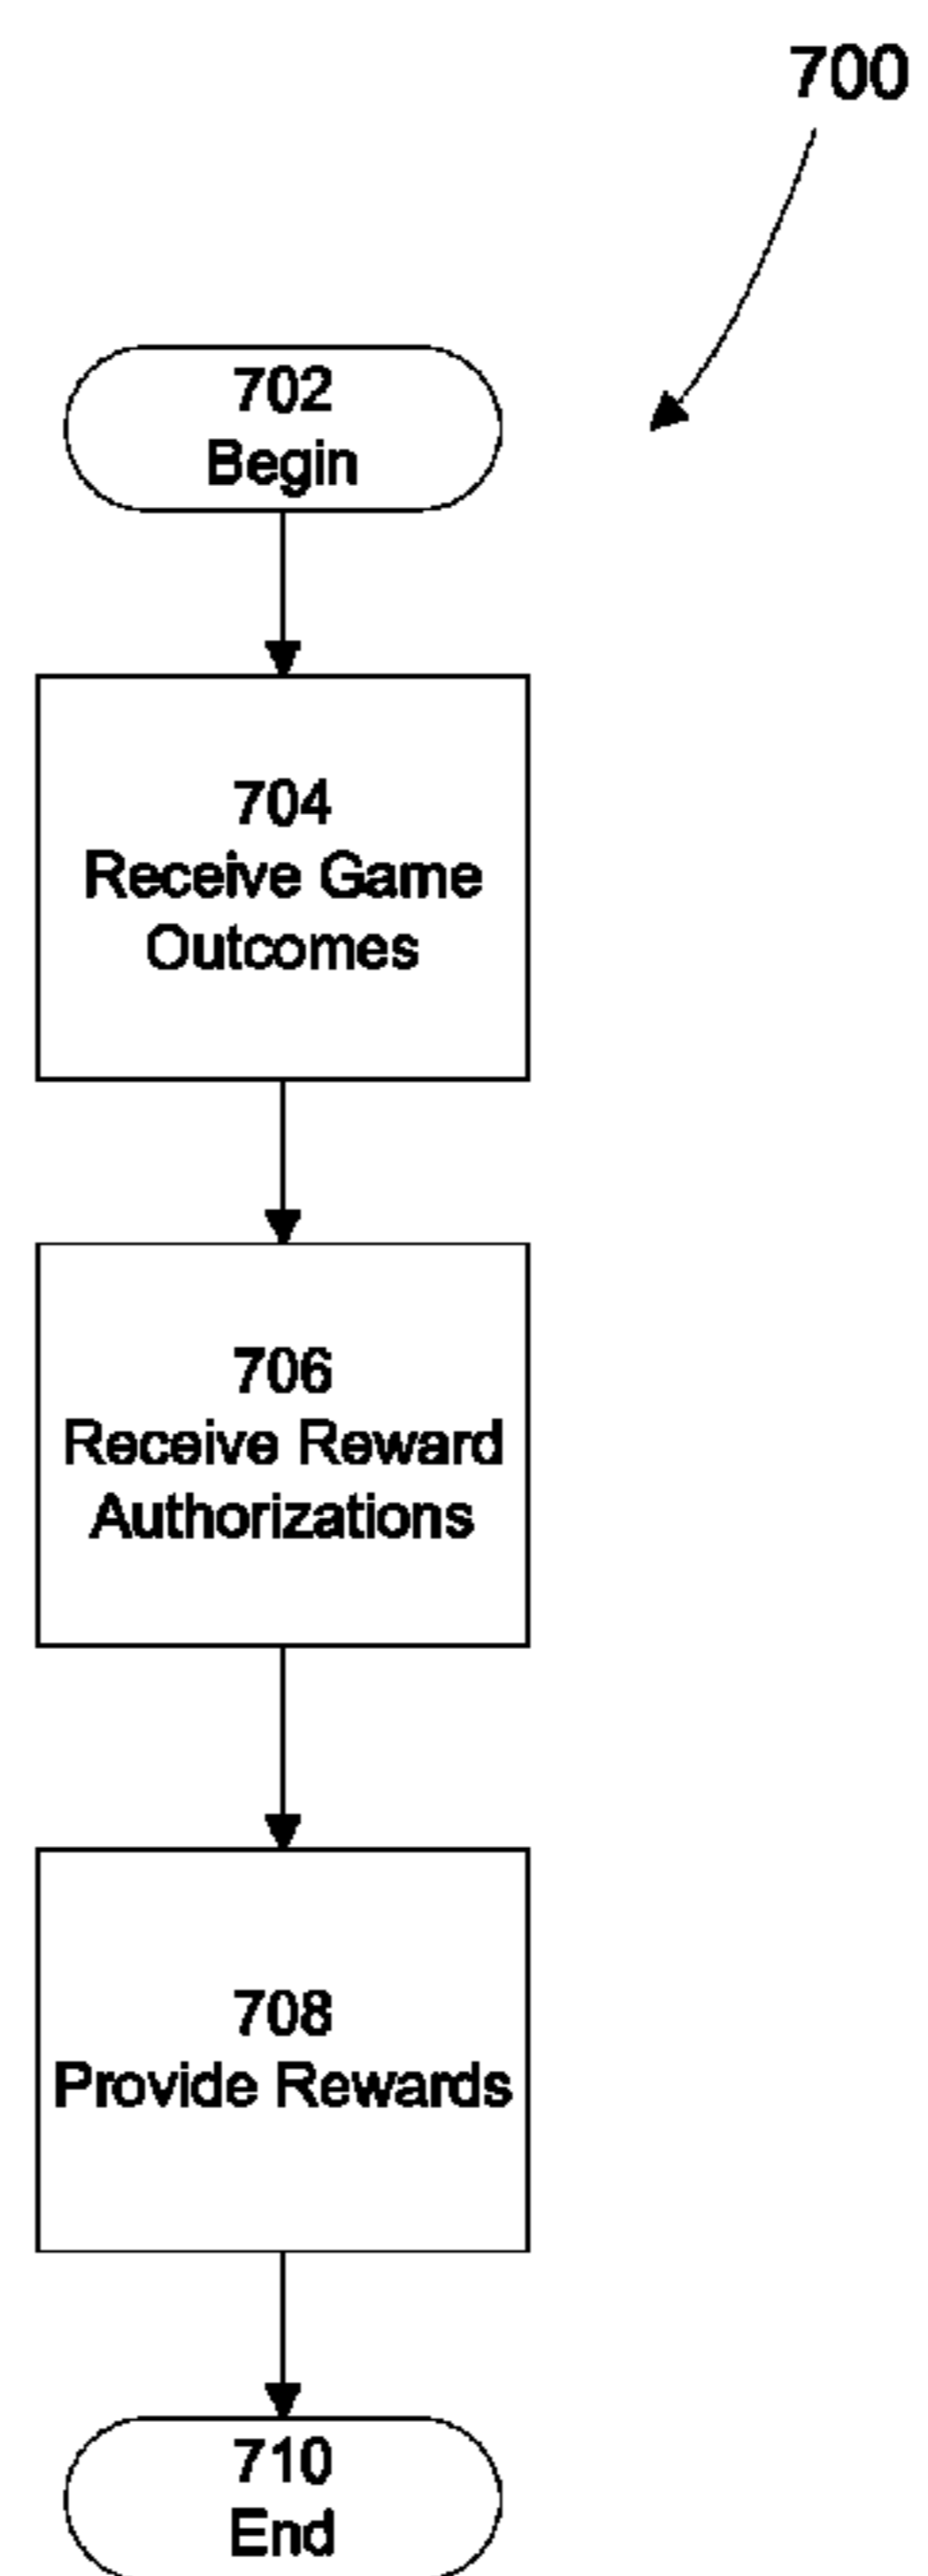 700
702
Begin
704
Receive Game
Outcomes
706
Receive Reward
Authorizations
708
Provide Rewards
710
End